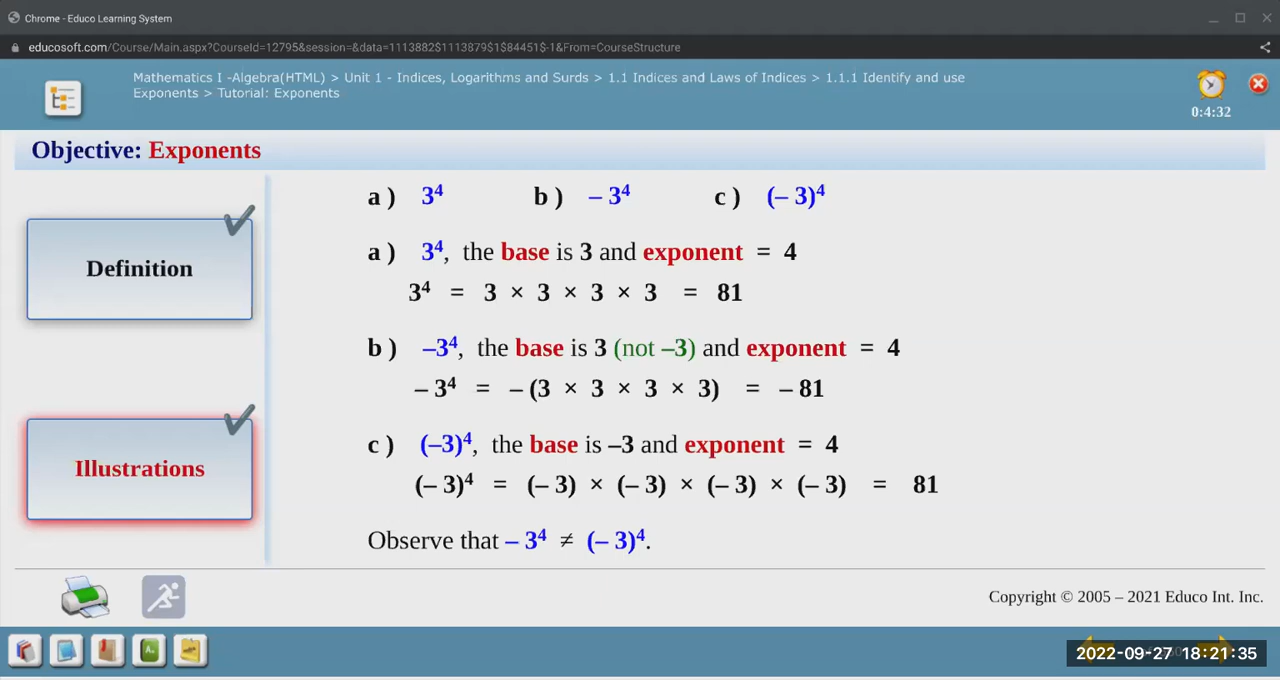 Chrome - Educo Learning System
educosoft.com/Course/Main.aspx?CourseId=12795&session=&data=1113882$1113879$1$84451$-1&From=CourseStructure
Mathematics I -Algebra(HTML) > Unit 1 - Indices, Logarithms and Surds > 1.1 Indices and Laws of Indices > 1.1.1 Identify and use
Exponents > Tutorial: Exponents
0:4:32
Objective: Exponents
Definition
Illustrations
a ) 3⁴ b ) – 3⁴ c ) (– 3)⁴
a ) 3⁴, the base is 3 and exponent = 4
3⁴ = 3 × 3 × 3 × 3 = 81
b ) –3⁴, the base is 3 (not –3) and exponent = 4
– 3⁴ = – (3 × 3 × 3 × 3) = – 81
c ) (–3)⁴, the base is –3 and exponent = 4
(– 3)⁴ = (– 3) × (– 3) × (– 3) × (– 3) = 81
Observe that – 3⁴ ≠ (– 3)⁴.
Copyright © 2005 – 2021 Educo Int. Inc.
2022-09-27 18:21:35